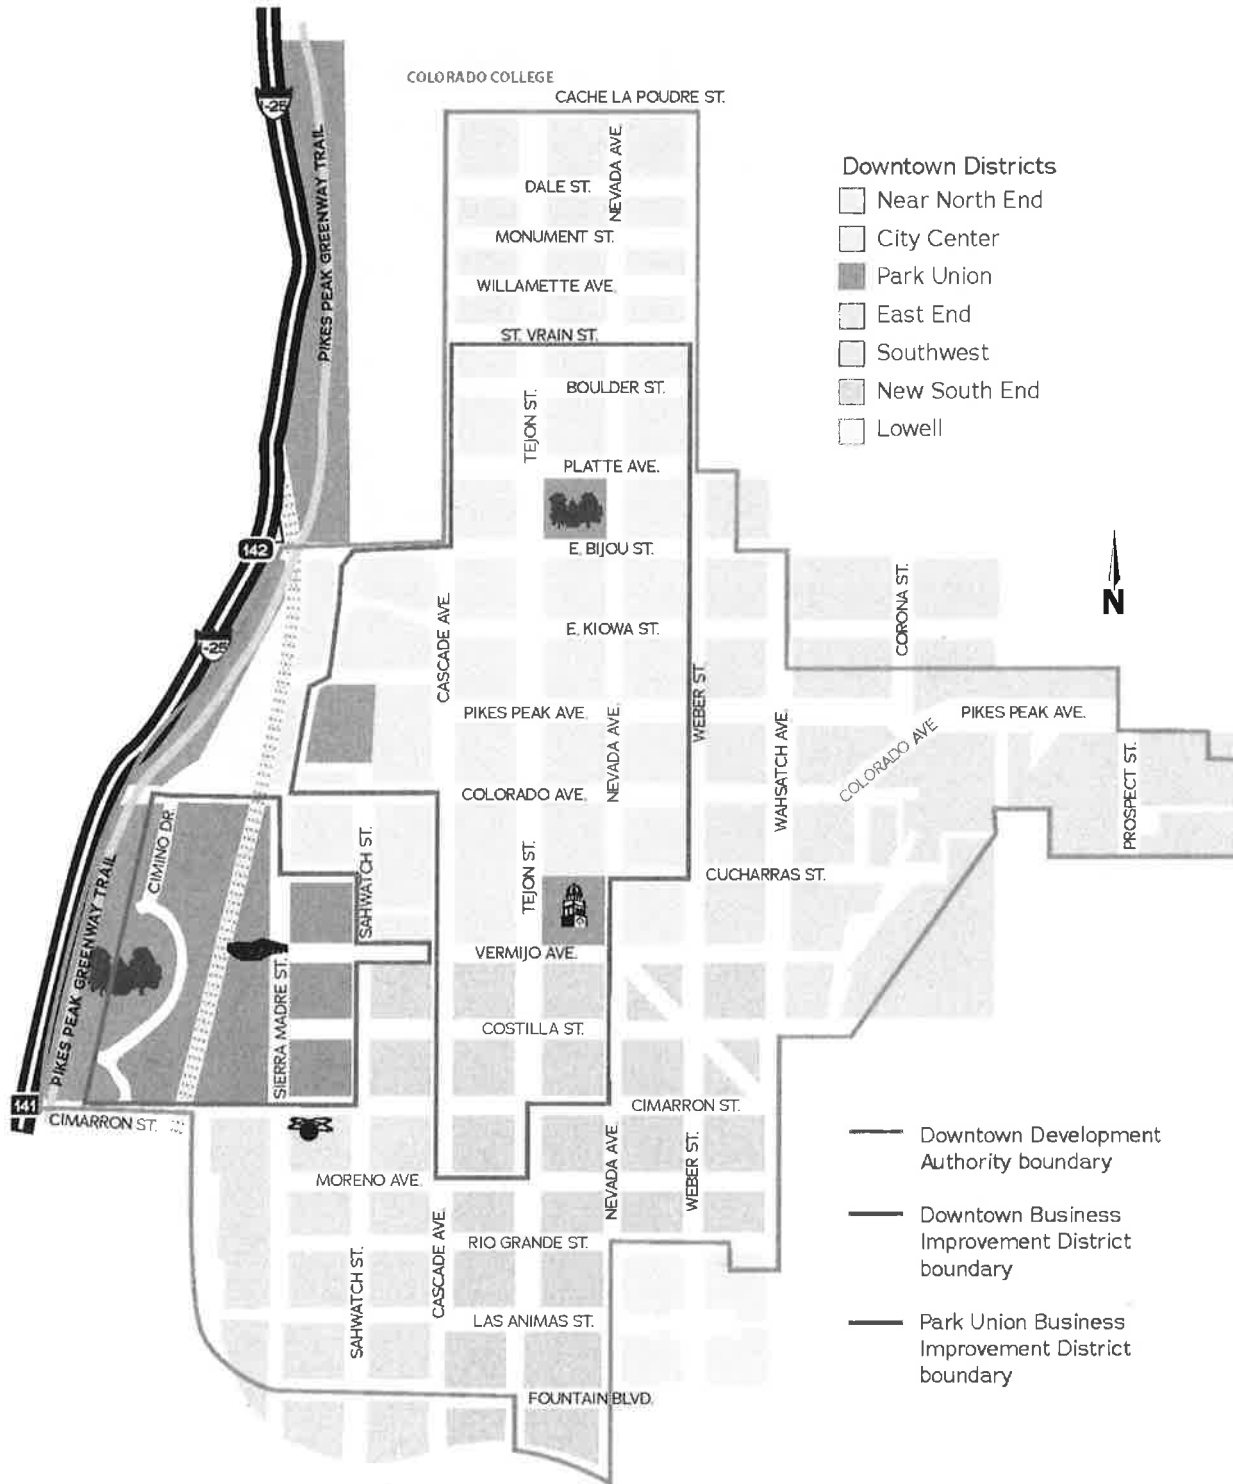 COLORADO COLLEGE
CACHE LA POUDRE ST.
I-25
PIKES PEAK GREENWAY TRAIL
NEVADA AVE.
DALE ST.
MONUMENT ST.
WILLAMETTE AVE.
ST. VRAIN ST.
BOULDER ST.
TEJON ST.
PLATTE AVE.
142
E. BIJOU ST.
E. KIOWA ST.
CASCADE AVE.
CORONA ST.
I-25
WEBER ST.
PIKES PEAK AVE.
NEVADA AVE.
WAHSATCH AVE.
COLORADO AVE
PIKES PEAK AVE.
PROSPECT ST.
COLORADO AVE.
CIMINO DR.
SAHWATCH ST.
TEJON ST.
CUCHARRAS ST.
PIKES PEAK GREENWAY TRAIL
VERMIJO AVE.
SIERRA MADRE ST.
COSTILLA ST.
141
CIMARRON ST.
CIMARRON ST.
MORENO AVE.
NEVADA AVE.
WEBER ST.
SAHWATCH ST.
CASCADE AVE.
RIO GRANDE ST.
LAS ANIMAS ST.
FOUNTAIN BLVD.
Downtown Districts
Near North End
City Center
Park Union
East End
Southwest
New South End
Lowell
N
Downtown Development
Authority boundary
Downtown Business
Improvement District
boundary
Park Union Business
Improvement District
boundary